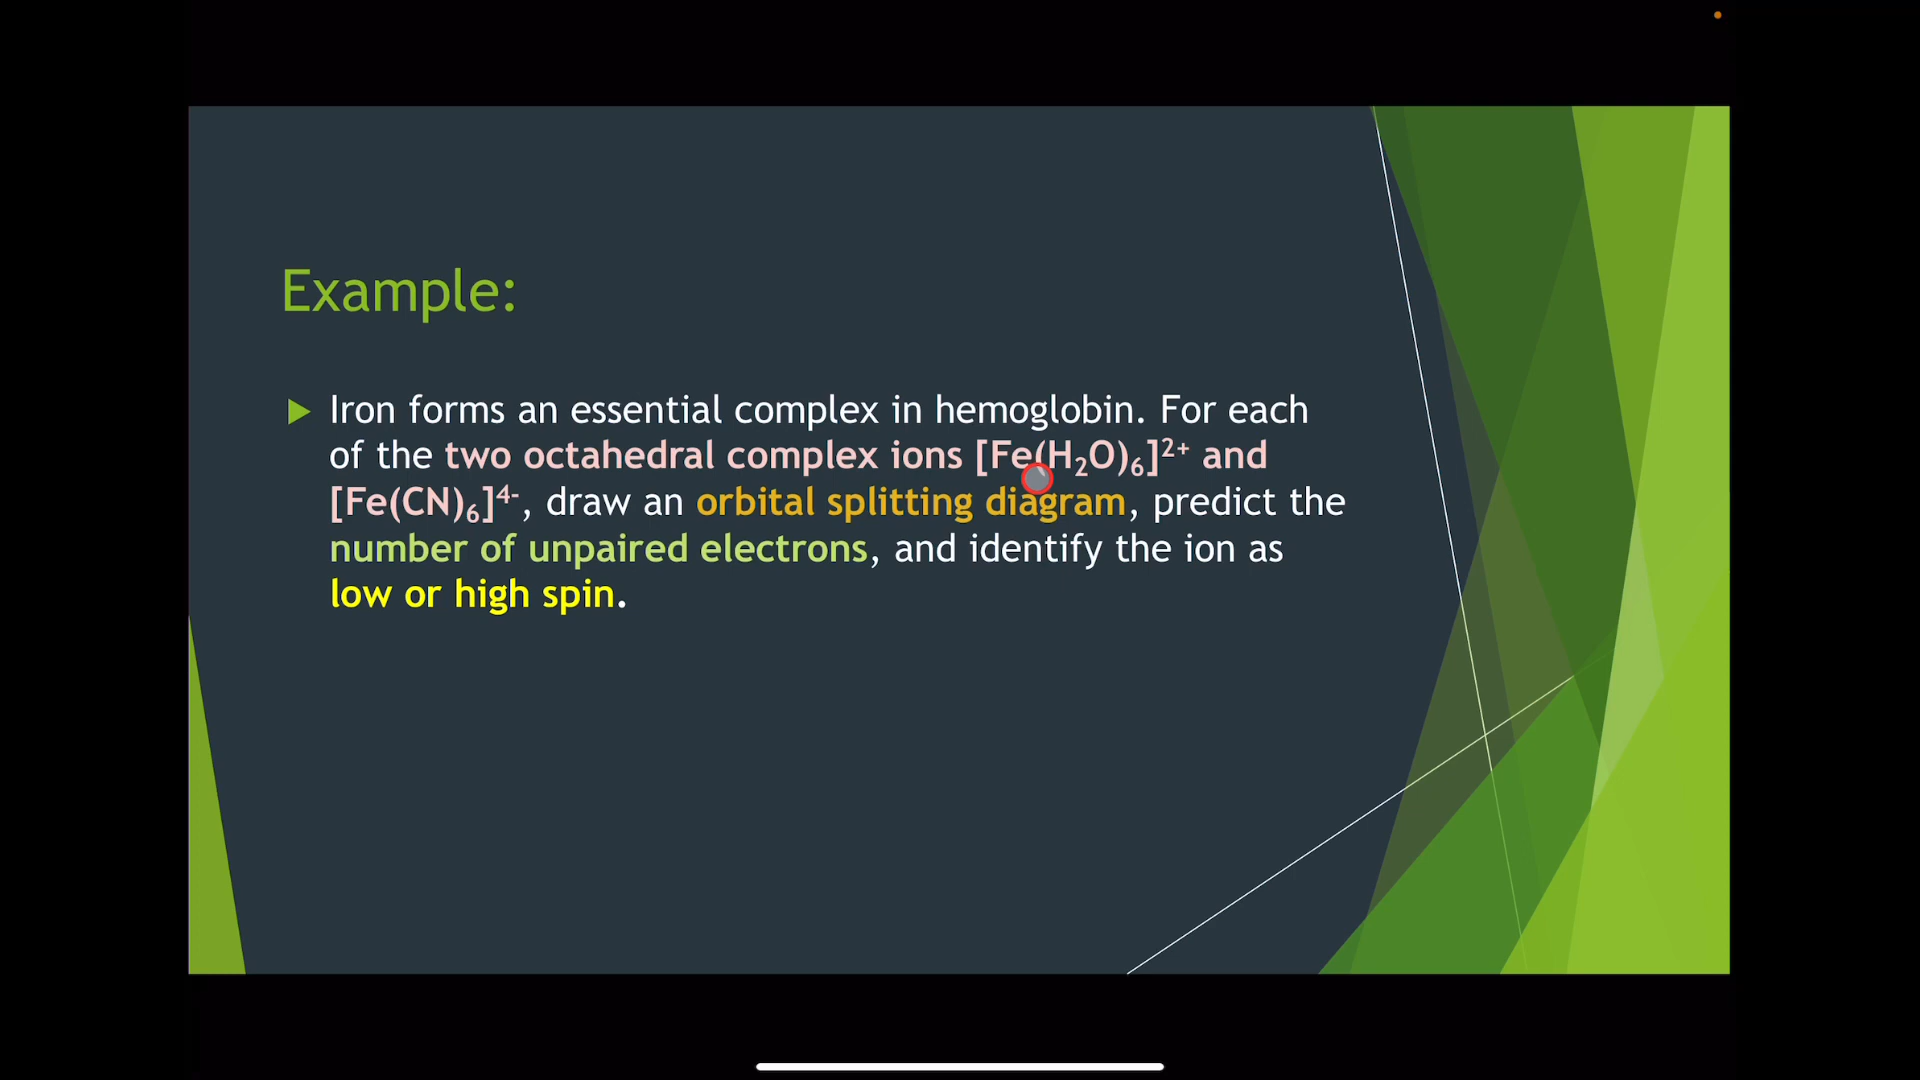 Example:
Iron forms an essential complex in hemoglobin. For each
of the two octahedral complex ions [Fe(H₂O)₆]²⁺ and
[Fe(CN)₆]⁴⁻, draw an orbital splitting diagram, predict the
number of unpaired electrons, and identify the ion as
low or high spin.